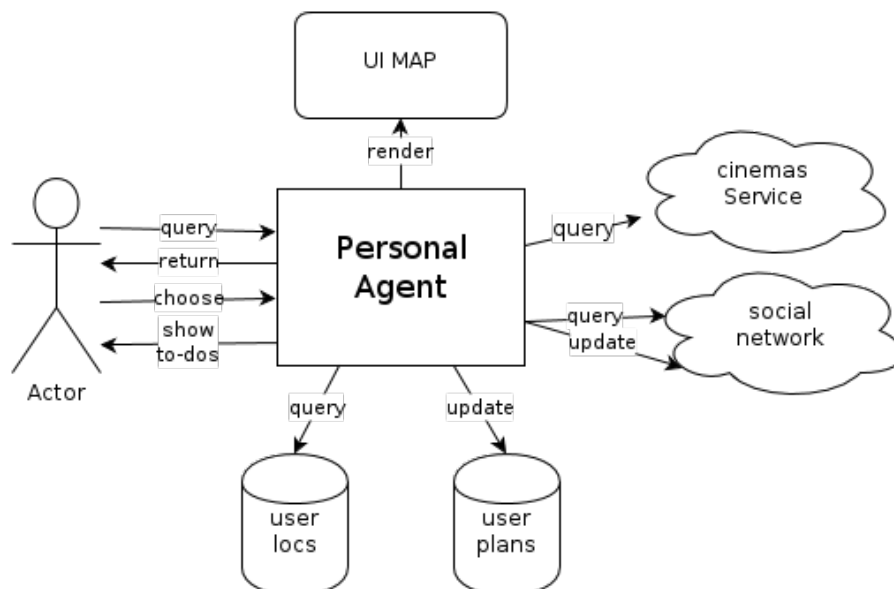 UI MAP
render
cinemas
Service
query
query
return
choose
show
to-dos
Personal
Agent
query
update
social
network
Actor
query
update
user
locs
user
plans